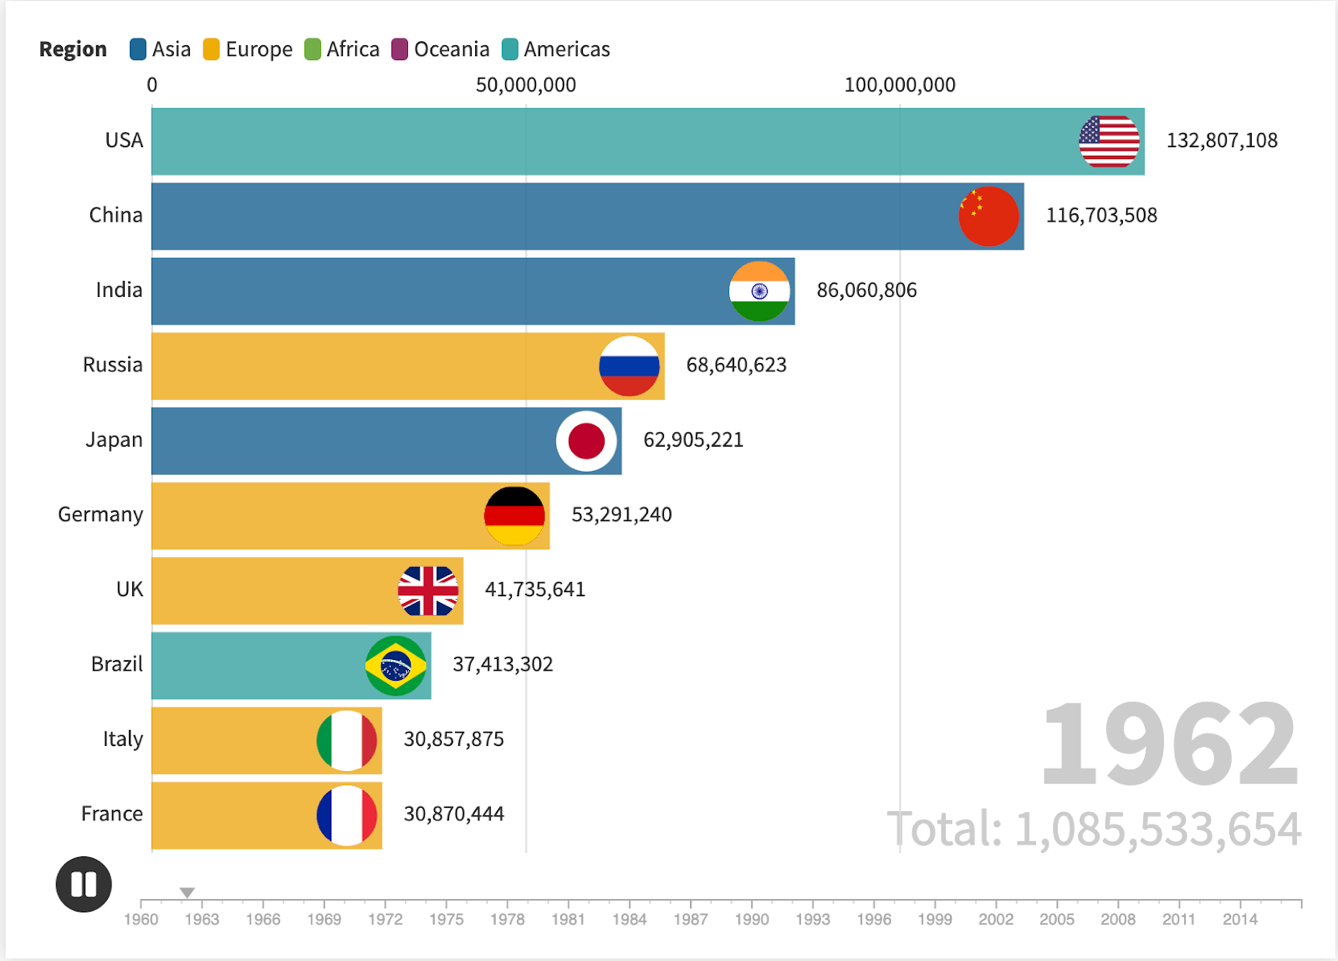 Region Asia Europe Africa Oceania Americas
0 50,000,000 100,000,000
USA 132,807,108
China 116,703,508
India 86,060,806
Russia 68,640,623
Japan 62,905,221
Germany 53,291,240
UK 41,735,641
Brazil 37,413,302
Italy 30,857,875
France 30,870,444
1962
Total: 1,085,533,654
1960 1963 1966 1969 1972 1975 1978 1981 1984 1987 1990 1993 1996 1999 2002 2005 2008 2011 2014